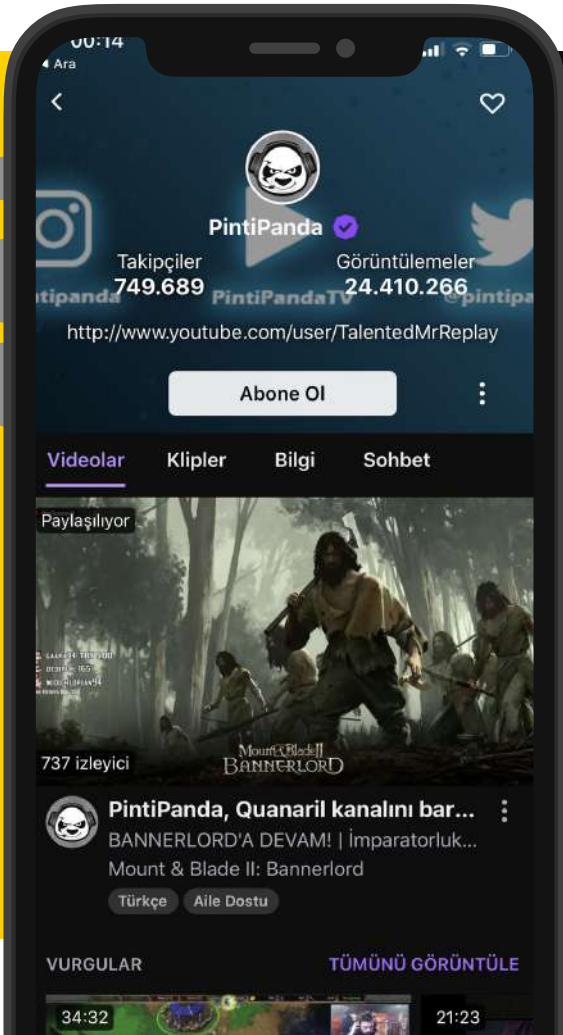 00:14
Ara
PintiPanda
Takipçiler
Görüntülemeler
749.689
24.410.266
tipanda
PintiPandaTV
@pintipa
http://www.youtube.com/user/TalentedMrReplay
Abone Ol
Videolar
Klipler
Bilgi
Sohbet
Paylaşılıyor
737 izleyici
Mount & Blade II
BANNERLORD
PintiPanda, Quanaril kanalını bar...
BANNERLORD'A DEVAM! | İmparatorluk...
Mount & Blade II: Bannerlord
Türkçe
Aile Dostu
VURGULAR
TÜMÜNÜ GÖRÜNTÜLE
34:32
21:23